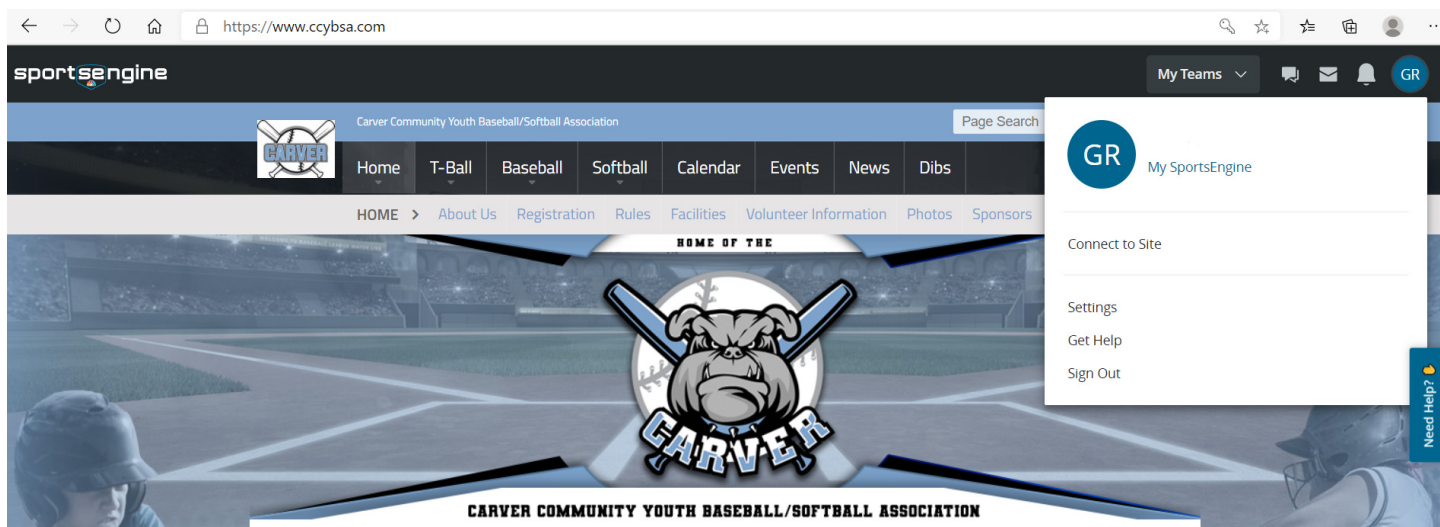 https://www.ccybsa.com
sportsengine
My Teams
GR
Carver Community Youth Baseball/Softball Association
Page Search
CARVER
Home T-Ball Baseball Softball Calendar Events News Dibs
GR
My SportsEngine
HOME > About Us Registration Rules Facilities Volunteer Information Photos Sponsors
HOME OF THE
Connect to Site
Settings
Get Help
Sign Out
Need Help?
CARVER
CARVER COMMUNITY YOUTH BASEBALL/SOFTBALL ASSOCIATION